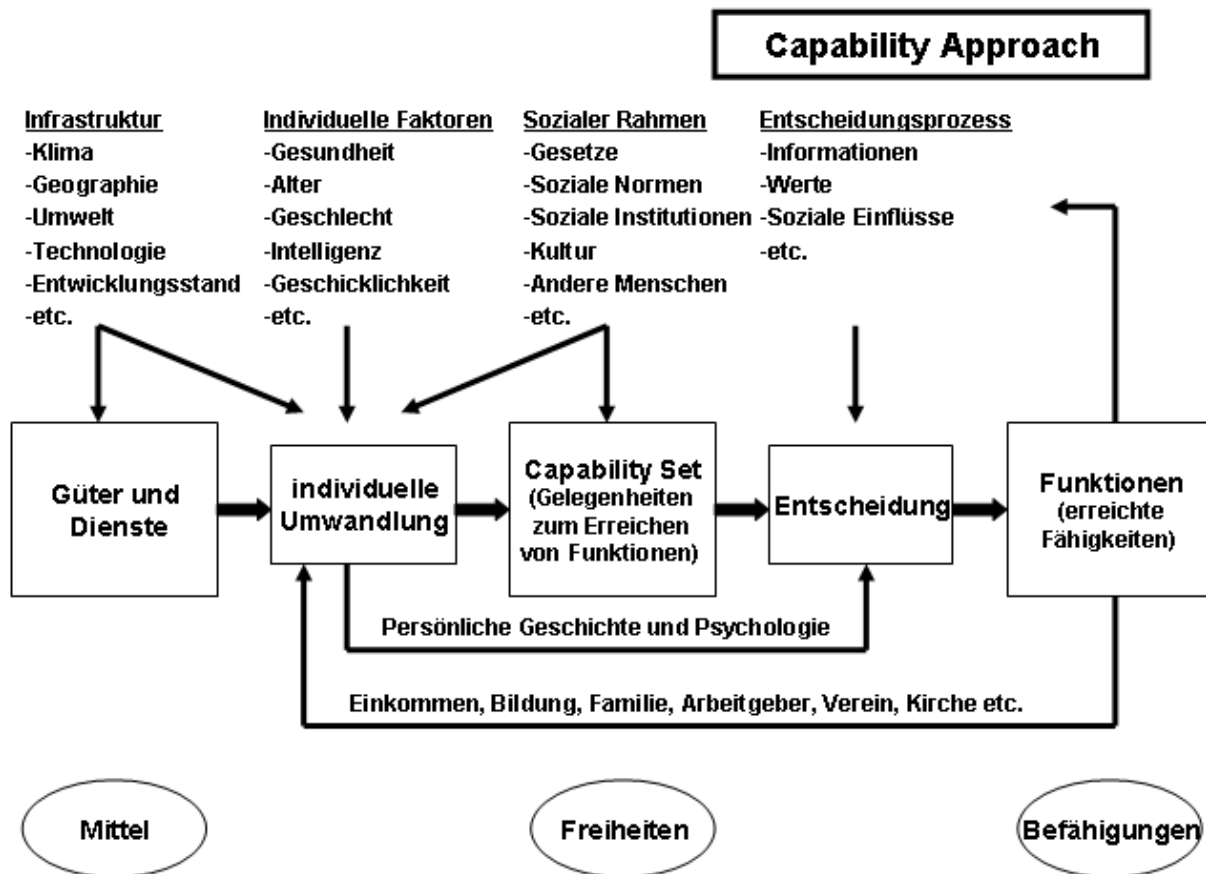 Capability Approach
Infrastruktur
-Klima
-Geographie
-Umwelt
-Technologie
-Entwicklungsstand
-etc.
Individuelle Faktoren
-Gesundheit
-Alter
-Geschlecht
-Intelligenz
-Geschicklichkeit
-etc.
Sozialer Rahmen
-Gesetze
-Soziale Normen
-Soziale Institutionen
-Kultur
-Andere Menschen
-etc.
Entscheidungsprozess
-Informationen
-Werte
-Soziale Einflüsse
-etc.
Güter und
Dienste
individuelle
Umwandlung
Capability Set
(Gelegenheiten
zum Erreichen
von Funktionen)
Entscheidung
Funktionen
(erreichte
Fähigkeiten)
Persönliche Geschichte und Psychologie
Einkommen, Bildung, Familie, Arbeitgeber, Verein, Kirche etc.
Mittel
Freiheiten
Befähigungen